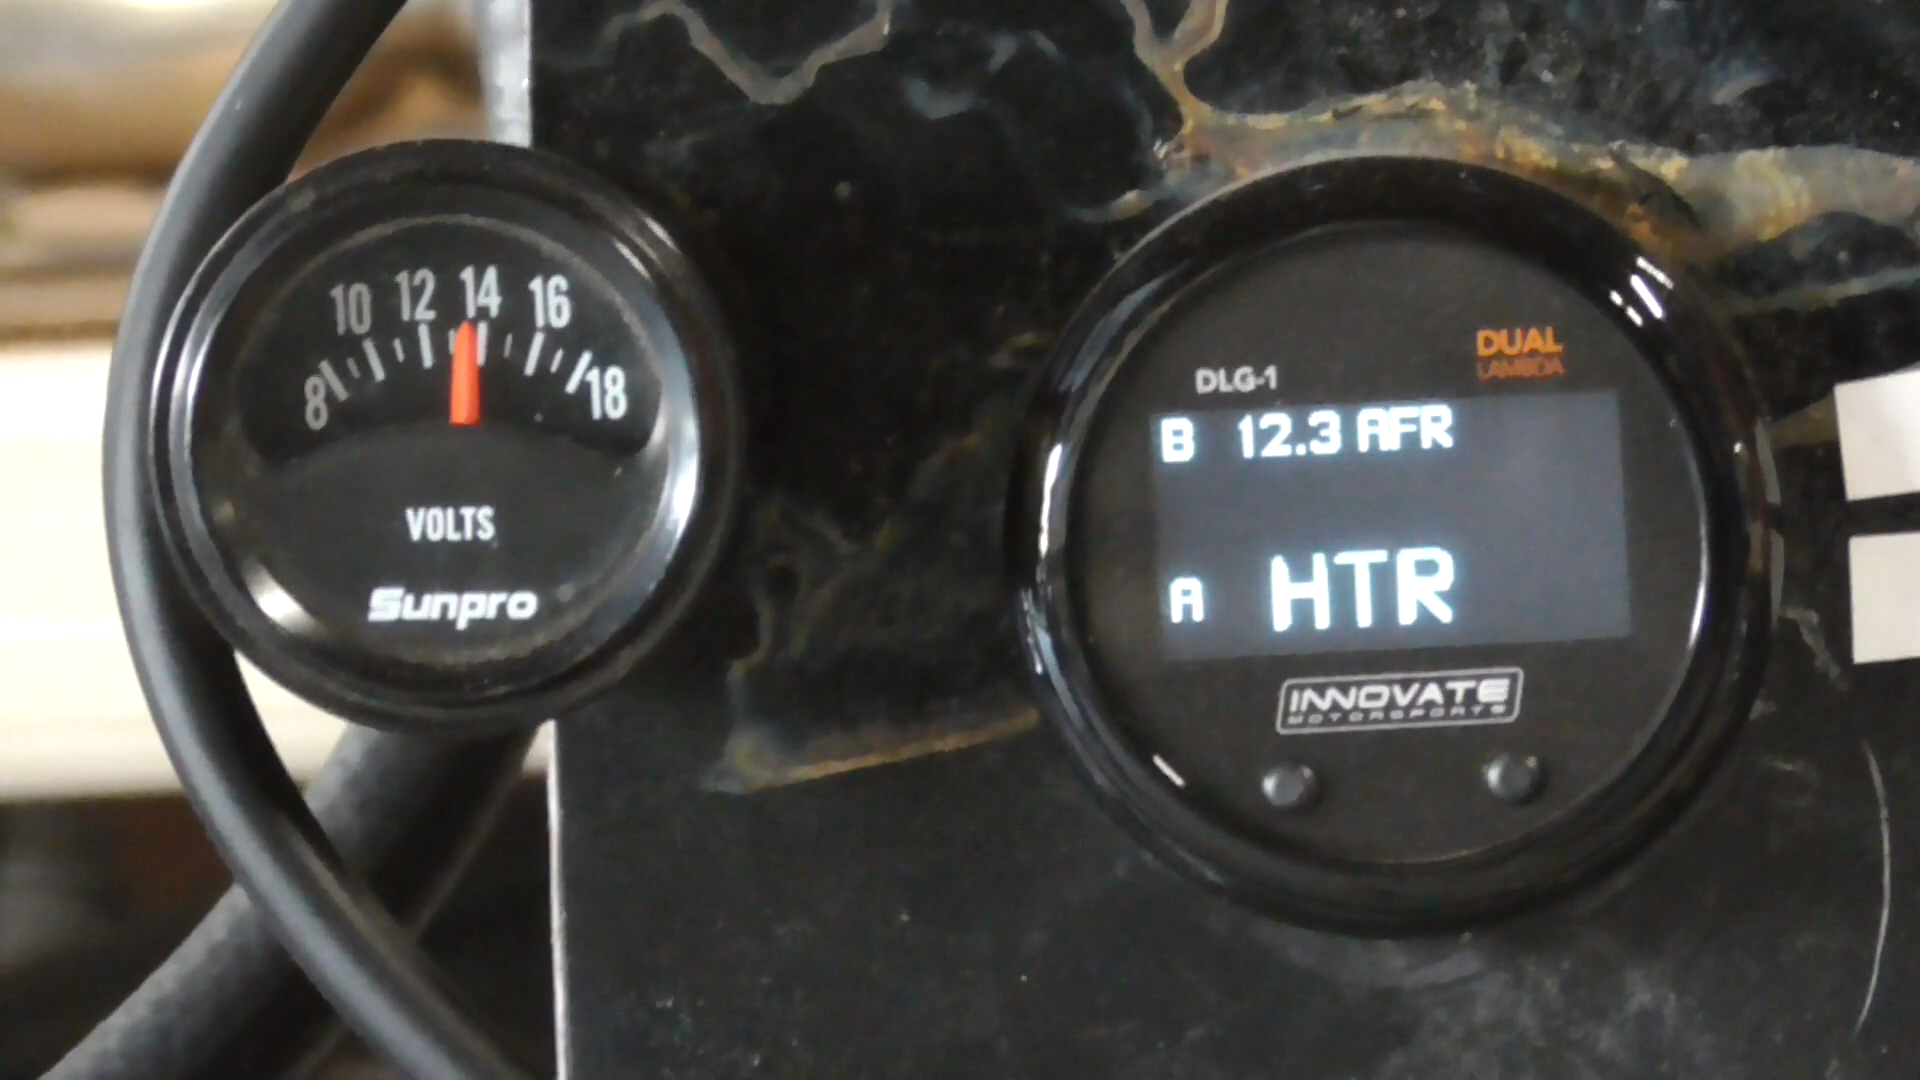 8 10 12 14 16 18
VOLTS
Sunpro
DLG-1
DUAL
LAMBDA
B 12.3 AFR
A HTR
INNOVATE
MOTORSPORTS